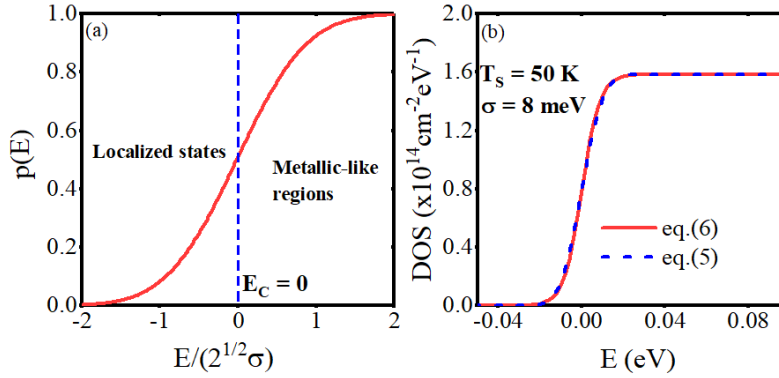 (a)
p(E)
1.0
0.8
0.6
0.4
0.2
0.0
Localized states
Metallic-like
regions
E_C = 0
-2 -1 0 1 2
E/(2^{1/2}σ)
(b)
DOS (x10^{14}cm^{-2}eV^{-1})
2.0
1.6
1.2
0.8
0.4
0.0
T_S = 50 K
σ = 8 meV
eq.(6)
eq.(5)
-0.04 0.00 0.04 0.08
E (eV)